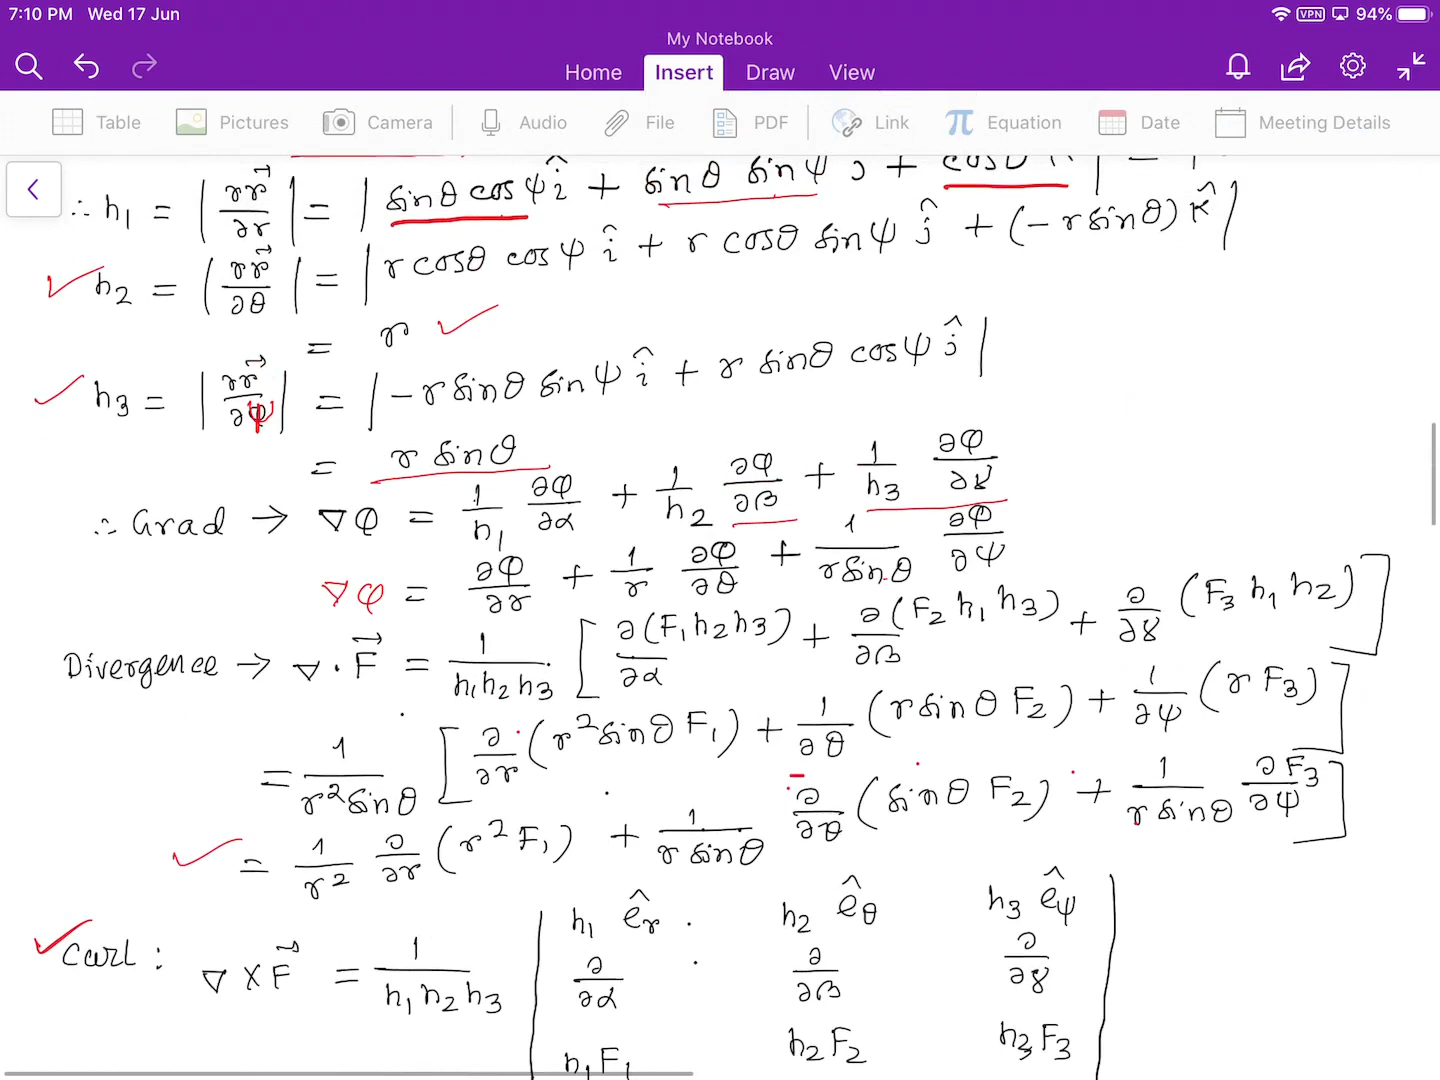 7:10 PM Wed 17 Jun 94% VPN
My Notebook
Home Insert Draw View
Table Pictures Camera Audio File PDF Link Equation Date Meeting Details
∴ h₁ = |∂r⃗/∂r| = | sinθ cosψ î + sinθ sinψ ĵ + cosθ k̂ | = 1
h₂ = |∂r⃗/∂θ| = | r cosθ cosψ î + r cosθ sinψ ĵ + (-r sinθ) k̂ |
= r
h₃ = |∂r⃗/∂ψ| = | -r sinθ sinψ î + r sinθ cosψ ĵ |
= r sinθ
∴ Grad → ∇φ = 1/h₁ ∂φ/∂α + 1/h₂ ∂φ/∂β + 1/h₃ ∂φ/∂γ
∇φ = ∂φ/∂r + 1/r ∂φ/∂θ + 1/(r sinθ) ∂φ/∂ψ
Divergence → ∇ · F⃗ = 1/(h₁h₂h₃) [ ∂(F₁h₂h₃)/∂α + ∂(F₂h₁h₃)/∂β + ∂/∂γ (F₃h₁h₂) ]
= 1/(r² sinθ) [ ∂/∂r (r² sinθ F₁) + 1/∂θ (r sinθ F₂) + 1/∂ψ (r F₃) ]
= 1/r² ∂/∂r (r² F₁) + 1/(r sinθ) ∂/∂θ (sinθ F₂) + 1/(r sinθ) ∂F₃/∂ψ ]
Curl : ∇ × F⃗ = 1/(h₁h₂h₃) | h₁ ê_r h₂ ê_θ h₃ ê_ψ
∂/∂α ∂/∂β ∂/∂γ
h₁F₁ h₂F₂ h₃F₃ |